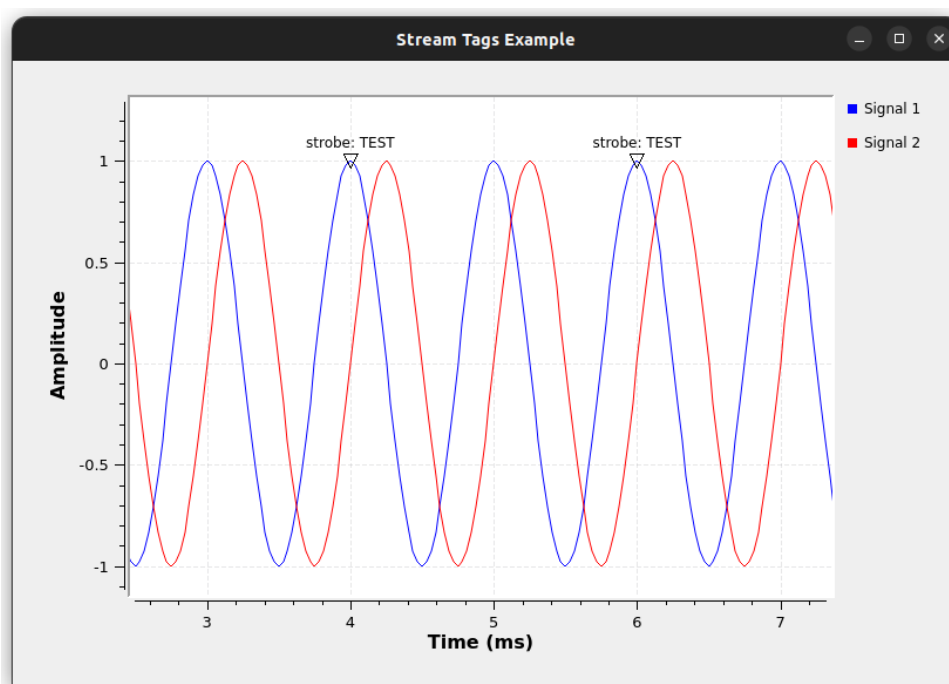 Stream Tags Example
Signal 1
Signal 2
strobe: TEST
strobe: TEST
1
0.5
0
-0.5
-1
Amplitude
3
4
5
6
7
Time (ms)